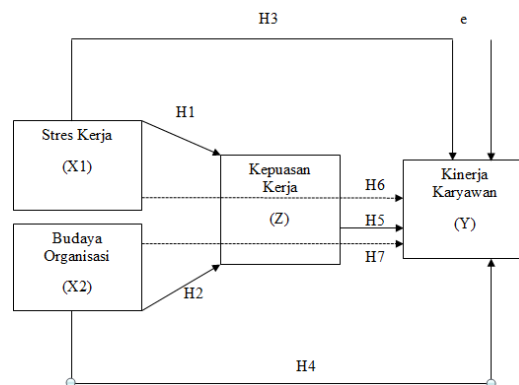 H3
e
H1
Stres Kerja
(X1)
Kepuasan
Kerja
(Z)
H6
H5
H7
Kinerja
Karyawan
(Y)
Budaya
Organisasi
(X2)
H2
H4